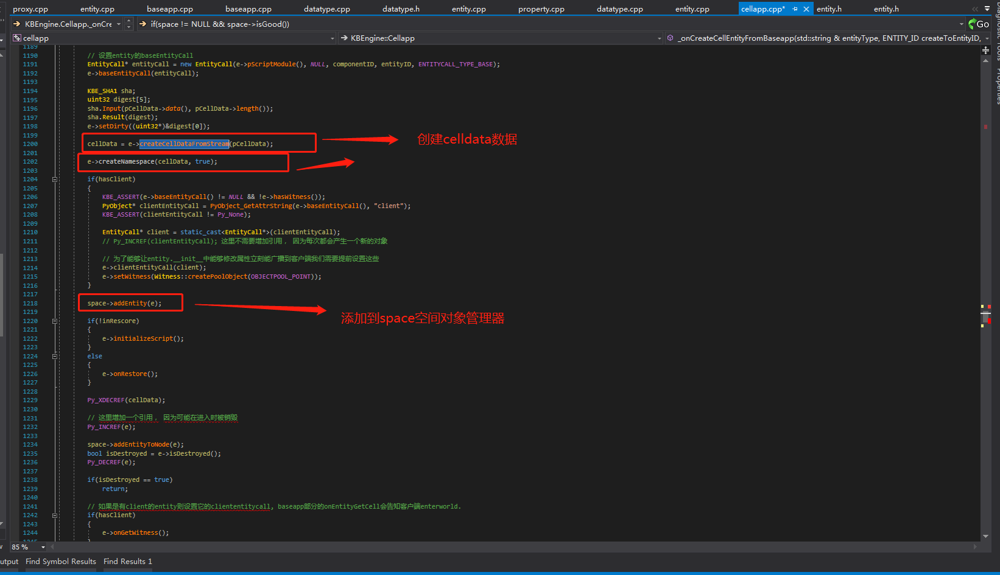 proxy.cpp entity.cpp baseapp.cpp baseapp.cpp datatype.cpp datatype.h entity.cpp property.cpp datatype.cpp entity.cpp cellapp.cpp* entity.h entity.h
KBEngine.Cellapp._onCre if(space != NULL && space->isGood()) Go
cellapp KBEngine::Cellapp _onCreateCellEntityFromBaseapp(std::string & entityType, ENTITY_ID createToEntityID,
1189
1190 // 设置entity的baseEntityCall
1191 EntityCall* entityCall = new EntityCall(e->pScriptModule(), NULL, componentID, entityID, ENTITYCALL_TYPE_BASE);
1192 e->baseEntityCall(entityCall);
1193
1194 KBE_SHA1 sha;
1195 uint32 digest[5];
1196 sha.Input(pCellData->data(), pCellData->length());
1197 sha.Result(digest);
1198 e->setDirty((uint32*)&digest[0]);
1199
1200 cellData = e->createCellDataFromStream(pCellData); 创建celldata数据
1201
1202 e->createNamespace(cellData, true);
1203
1204 if(hasClient)
1205 {
1206 KBE_ASSERT(e->baseEntityCall() != NULL && !e->hasWitness());
1207 PyObject* clientEntityCall = PyObject_GetAttrString(e->baseEntityCall(), "client");
1208 KBE_ASSERT(clientEntityCall != Py_None);
1209
1210 EntityCall* client = static_cast<EntityCall*>(clientEntityCall);
1211 // Py_INCREF(clientEntityCall); 这里不需要增加引用， 因为每次都会产生一个新的对象
1212
1213 // 为了能够让entity.__init__中能够修改属性立刻能广播到客户端我们需要提前设置这些
1214 e->clientEntityCall(client);
1215 e->setWitness(Witness::createPoolObject(OBJECTPOOL_POINT));
1216 }
1217
1218 space->addEntity(e);
1219 添加到space空间对象管理器
1220 if(!inRescore)
1221 {
1222 e->initializeScript();
1223 }
1224 else
1225 {
1226 e->onRestore();
1227 }
1228
1229 Py_XDECREF(cellData);
1230
1231 // 这里增加一个引用， 因为可能在进入时被销毁
1232 Py_INCREF(e);
1233
1234 space->addEntityToNode(e);
1235 bool isDestroyed = e->isDestroyed();
1236 Py_DECREF(e);
1237
1238 if(isDestroyed == true)
1239 return;
1240
1241 // 如果是有client的entity则设置它的cliententitycall, baseapp部分的onEntityGetCell会告知客户端enterworld.
1242 if(hasClient)
1243 {
1244 e->onGetWitness();
85 %
utput Find Symbol Results Find Results 1